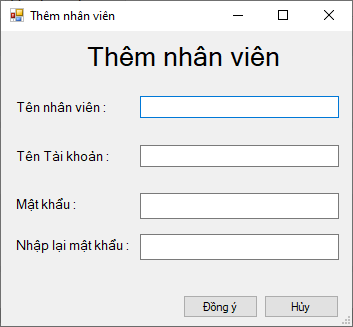 Thêm nhân viên
Thêm nhân viên
Tên nhân viên :
Tên Tài khoản :
Mật khẩu :
Nhập lại mật khẩu :
Đồng ý Hủy